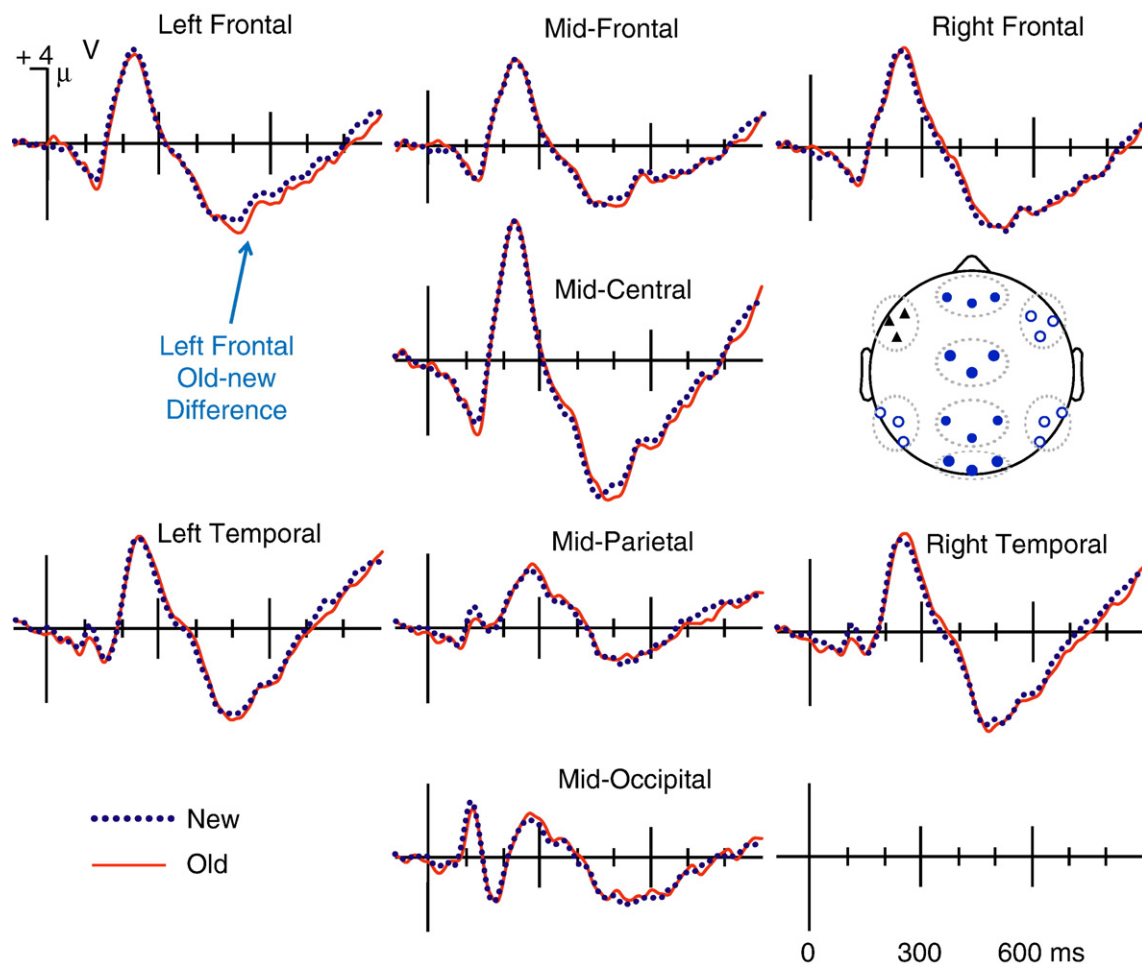 Left Frontal
Mid-Frontal
Right Frontal
+ 4 V
μ
Mid-Central
Left Frontal
Old-new
Difference
Left Temporal
Mid-Parietal
Right Temporal
Mid-Occipital
New
Old
0 300 600 ms